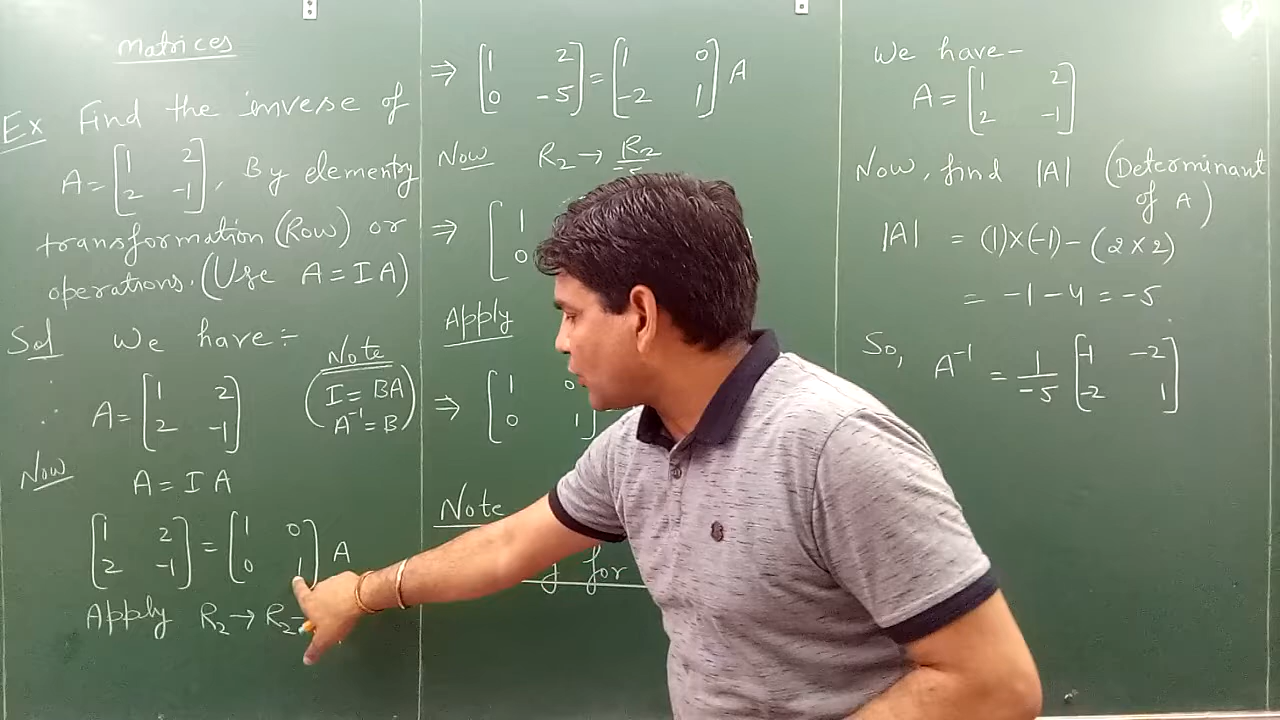 Matrices
Ex Find the inverse of
A = [1 2; 2 -1], By elementry
transformation (Row) or
operations. (Use A = I A)
Sol We have :-
∴ A = [1 2; 2 -1]
Note
I = BA
A⁻¹ = B
Now A = I A
[1 2; 2 -1] = [1 0; 0 1] A
Apply R₂ → R₂ -
⇒ [1 2; 0 -5] = [1 0; -2 1] A
Now R₂ → R₂/-5
⇒ [1
0
Apply
⇒ [1 0; 0 1]
Note
for
We have -
A = [1 2; 2 -1]
Now, find |A| (Determinant
of A)
|A| = (1)×(-1) - (2×2)
= -1 - 4 = -5
So, A⁻¹ = 1/-5 [-1 -2; -2 1]